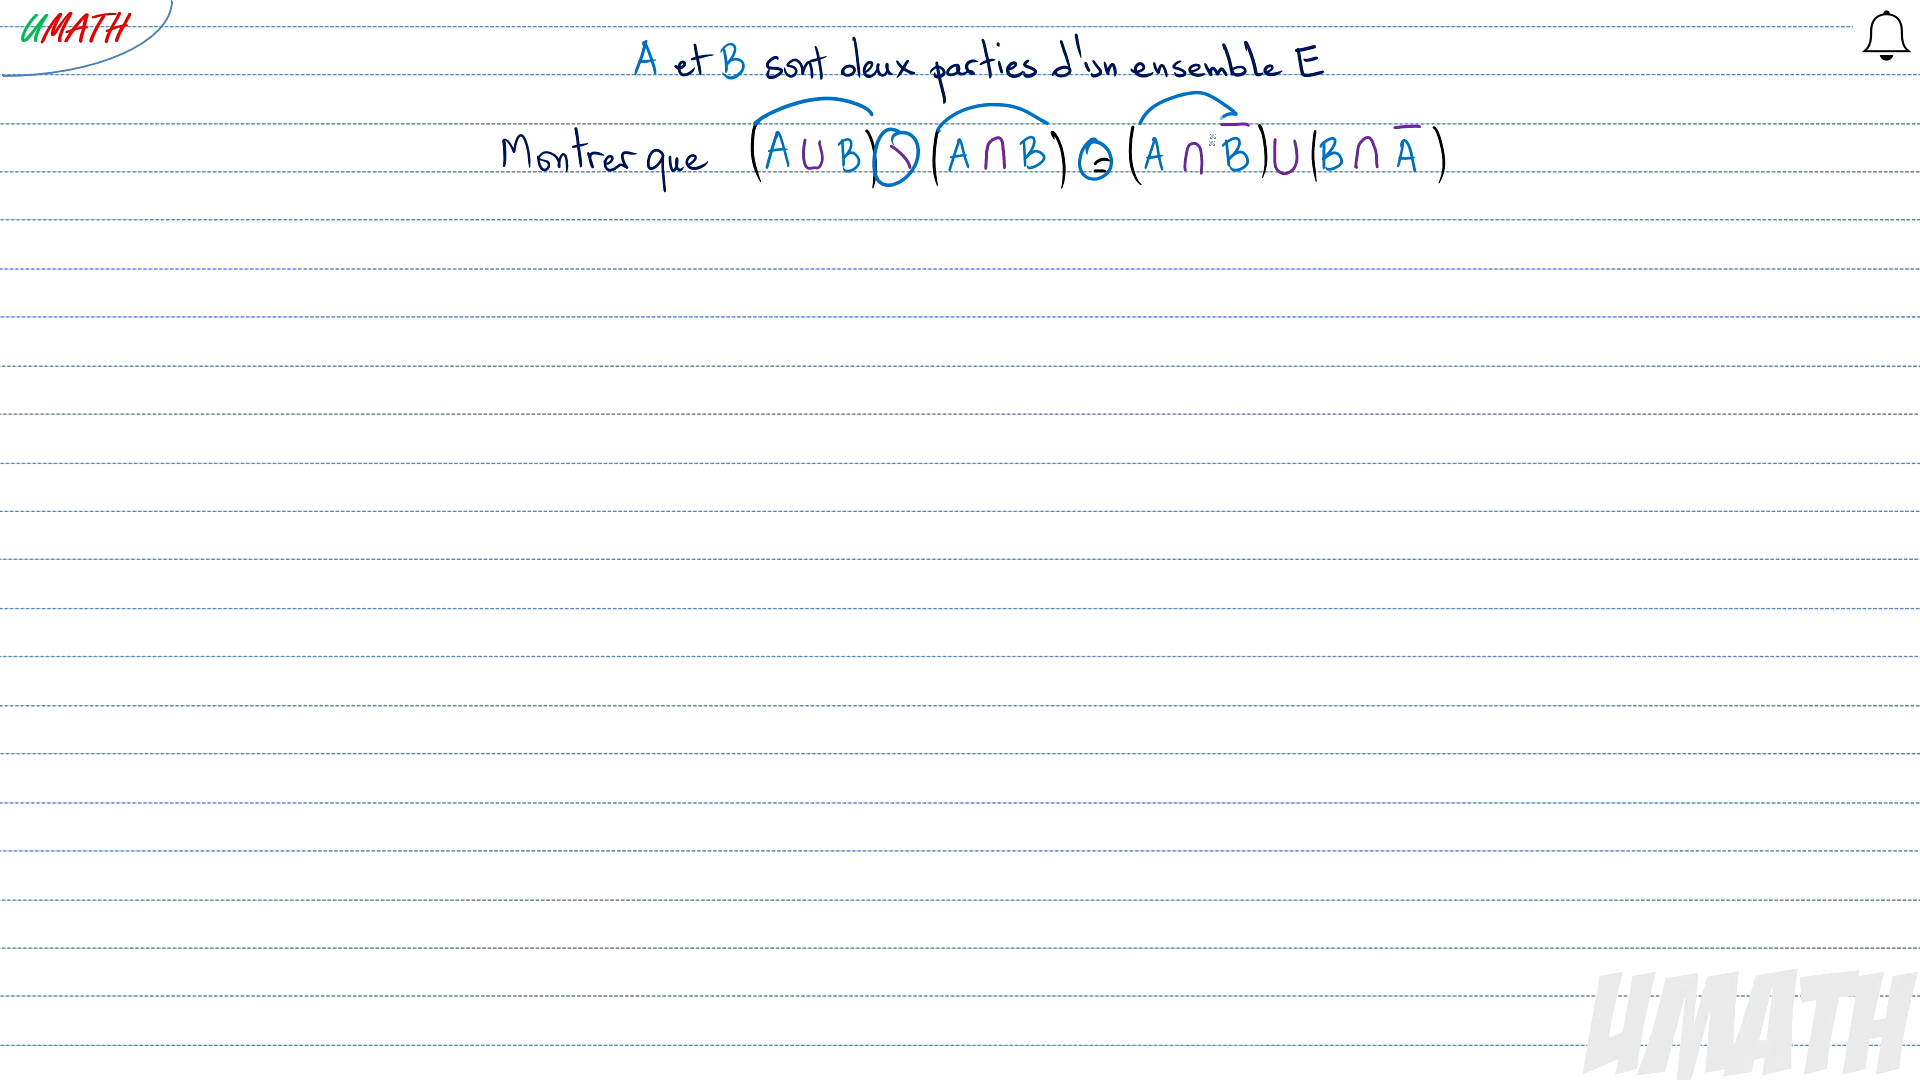 UMATH
A et B sont deux parties d'un ensemble E
Montrer que (A ∪ B) \ (A ∩ B) = (A ∩ B̅) ∪ (B ∩ A̅)
UMATH